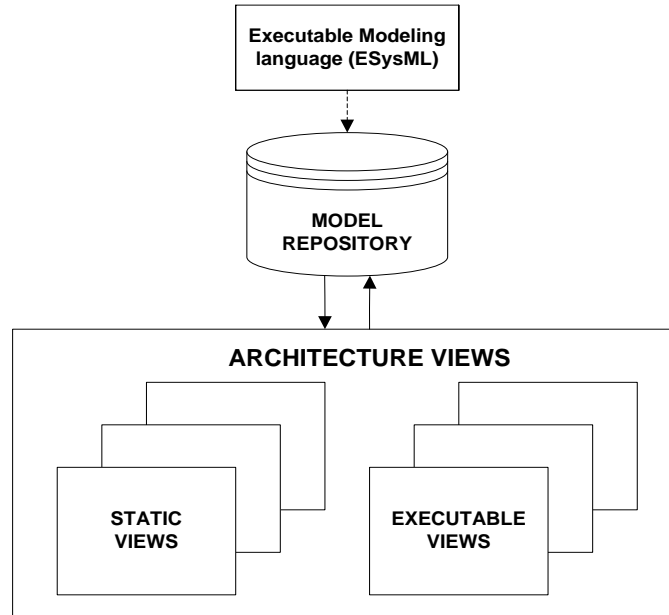 Executable Modeling
language (ESysML)
MODEL
REPOSITORY
ARCHITECTURE VIEWS
STATIC
VIEWS
EXECUTABLE
VIEWS